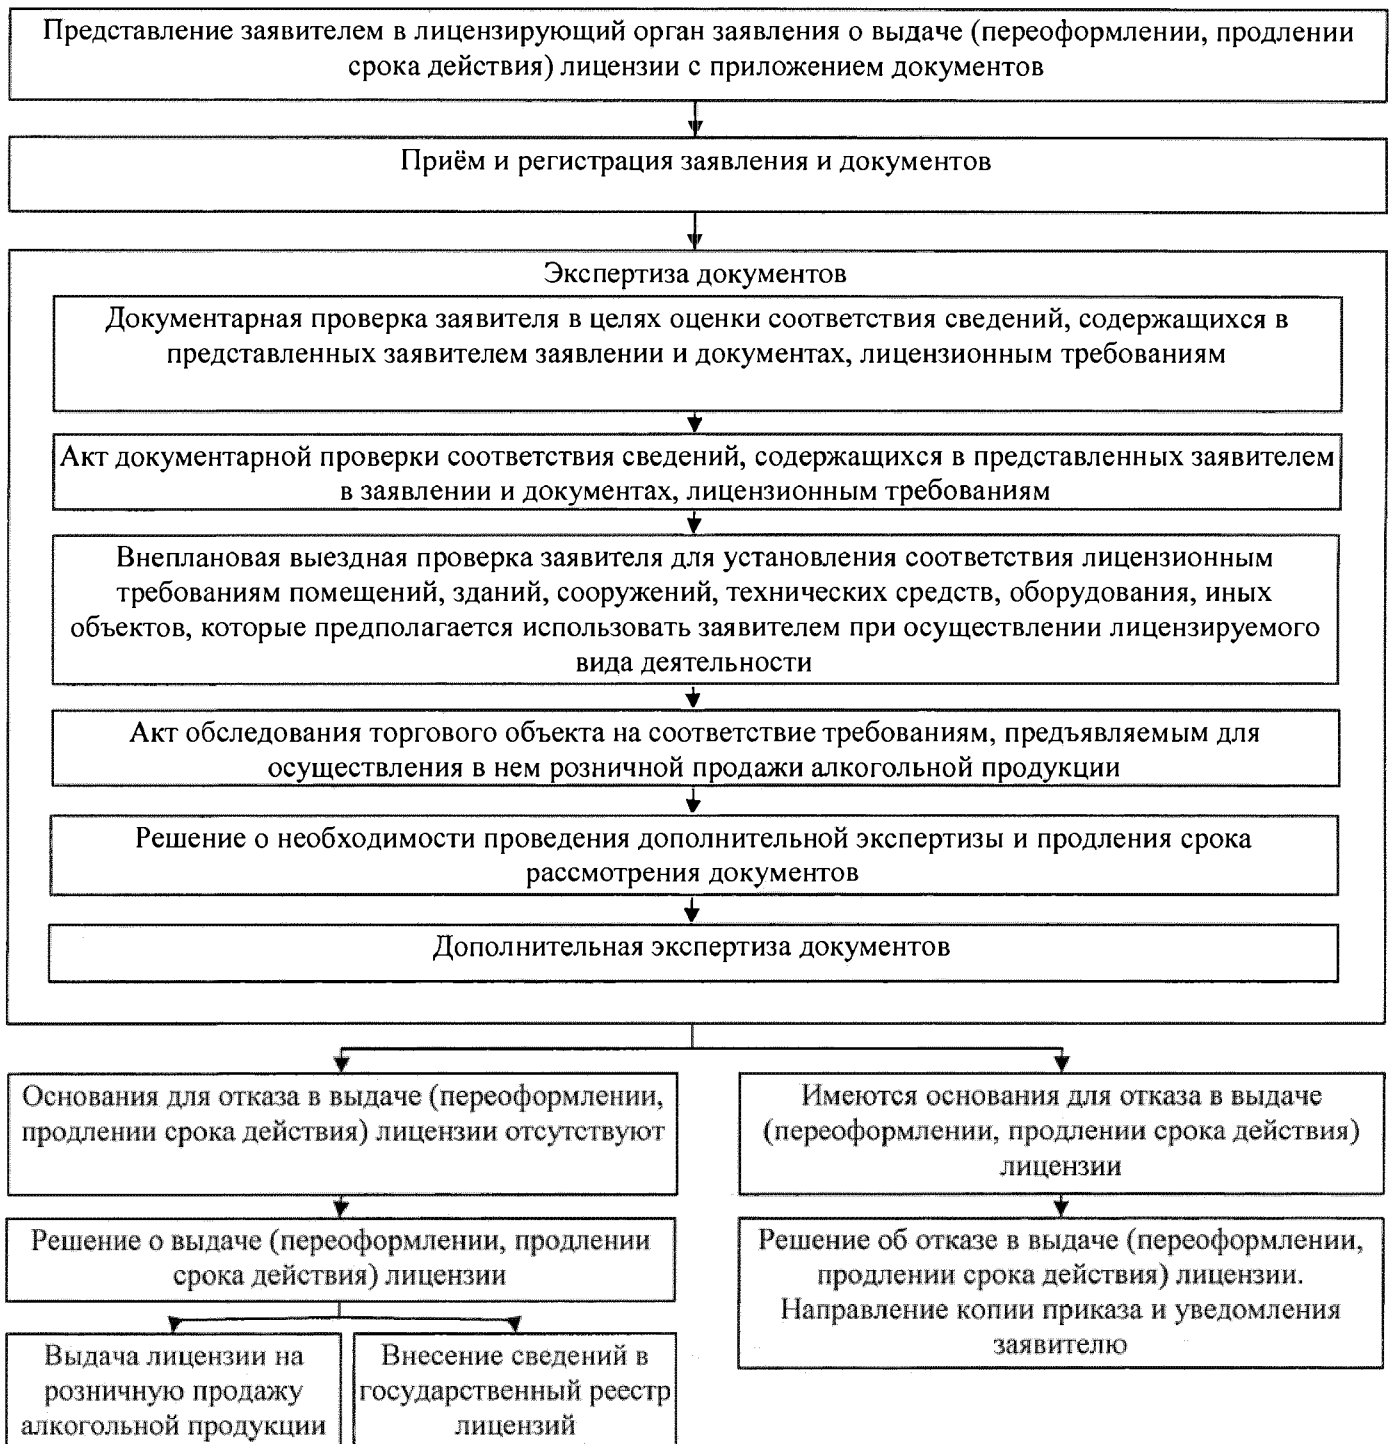 Представление заявителем в лицензирующий орган заявления о выдаче (переоформлении, продлении
срока действия) лицензии с приложением документов
Приём и регистрация заявления и документов
Экспертиза документов
Документарная проверка заявителя в целях оценки соответствия сведений, содержащихся в
представленных заявителем заявлении и документах, лицензионным требованиям
Акт документарной проверки соответствия сведений, содержащихся в представленных заявителем
в заявлении и документах, лицензионным требованиям
Внеплановая выездная проверка заявителя для установления соответствия лицензионным
требованиям помещений, зданий, сооружений, технических средств, оборудования, иных
объектов, которые предполагается использовать заявителем при осуществлении лицензируемого
вида деятельности
Акт обследования торгового объекта на соответствие требованиям, предъявляемым для
осуществления в нем розничной продажи алкогольной продукции
Решение о необходимости проведения дополнительной экспертизы и продления срока
рассмотрения документов
Дополнительная экспертиза документов
Основания для отказа в выдаче (переоформлении,
продлении срока действия) лицензии отсутствуют
Имеются основания для отказа в выдаче
(переоформлении, продлении срока действия)
лицензии
Решение о выдаче (переоформлении, продлении
срока действия) лицензии
Решение об отказе в выдаче (переоформлении,
продлении срока действия) лицензии.
Направление копии приказа и уведомления
заявителю
Выдача лицензии на
розничную продажу
алкогольной продукции
Внесение сведений в
государственный реестр
лицензий